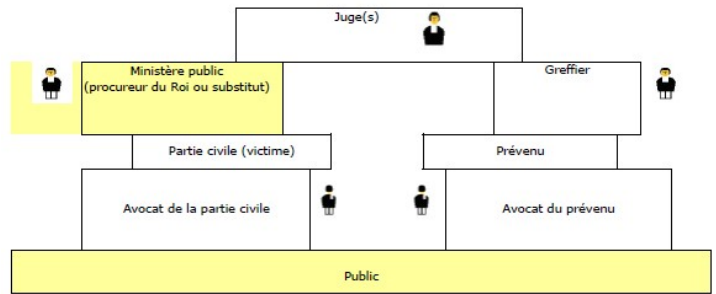 Juge(s)
Ministère public
(procureur du Roi ou substitut)
Greffier
Partie civile (victime)
Prévenu
Avocat de la partie civile
Avocat du prévenu
Public